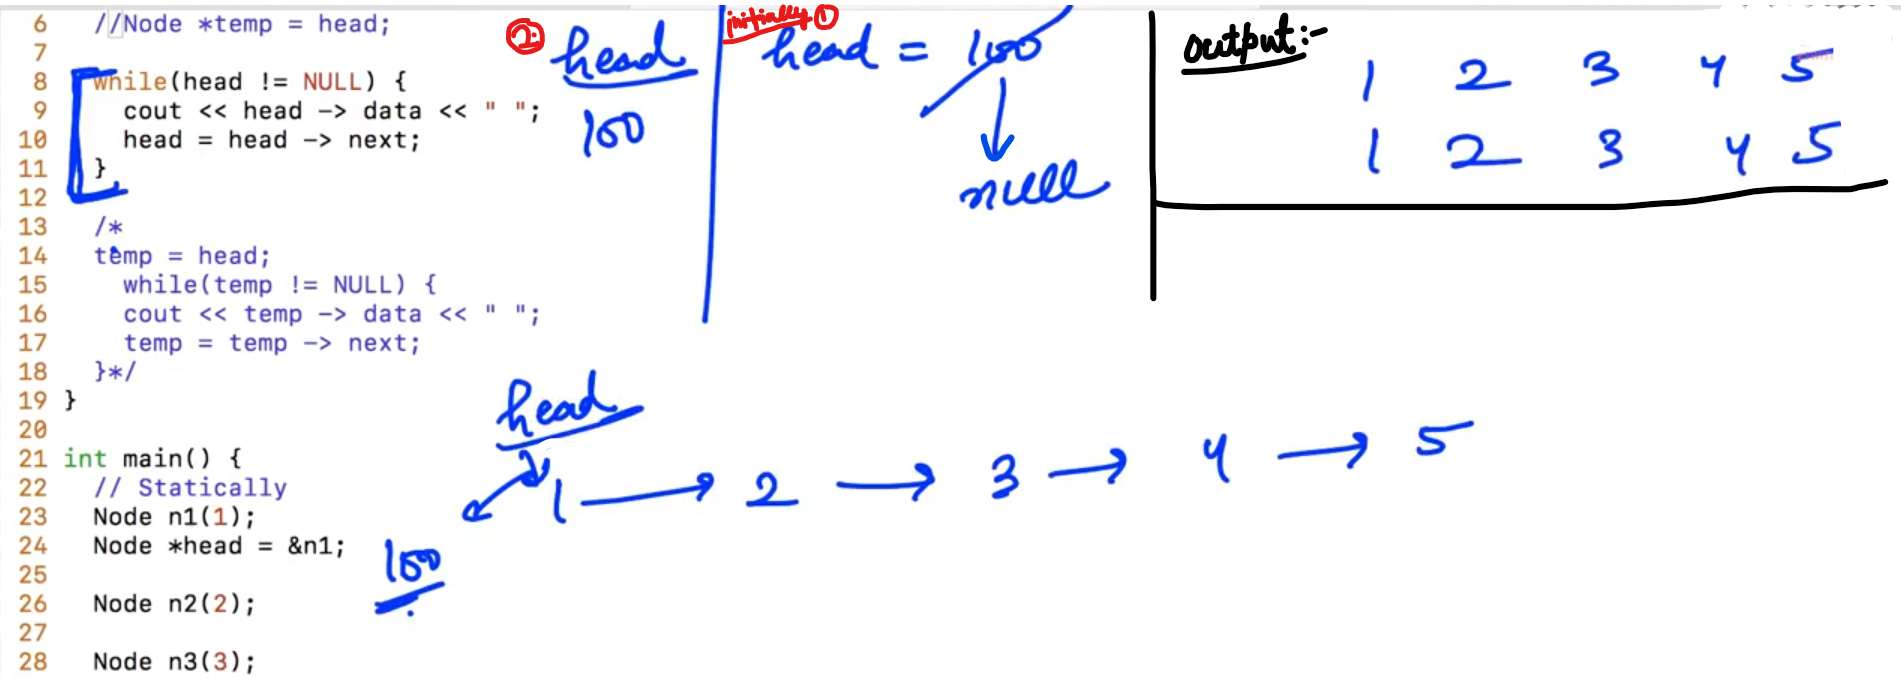 6 //Node *temp = head;
7
8 while(head != NULL) {
9 cout << head -> data << " ";
10 head = head -> next;
11 }
12
13 /*
14 temp = head;
15 while(temp != NULL) {
16 cout << temp -> data << " ";
17 temp = temp -> next;
18 }*/
19 }
20
21 int main() {
22 // Statically
23 Node n1(1);
24 Node *head = &n1;
25
26 Node n2(2);
27
28 Node n3(3);
② head
100
initially ①
head = 100
↓
null
output:-
1 2 3 4 5
1 2 3 4 5
head
1 → 2 → 3 → 4 → 5
100